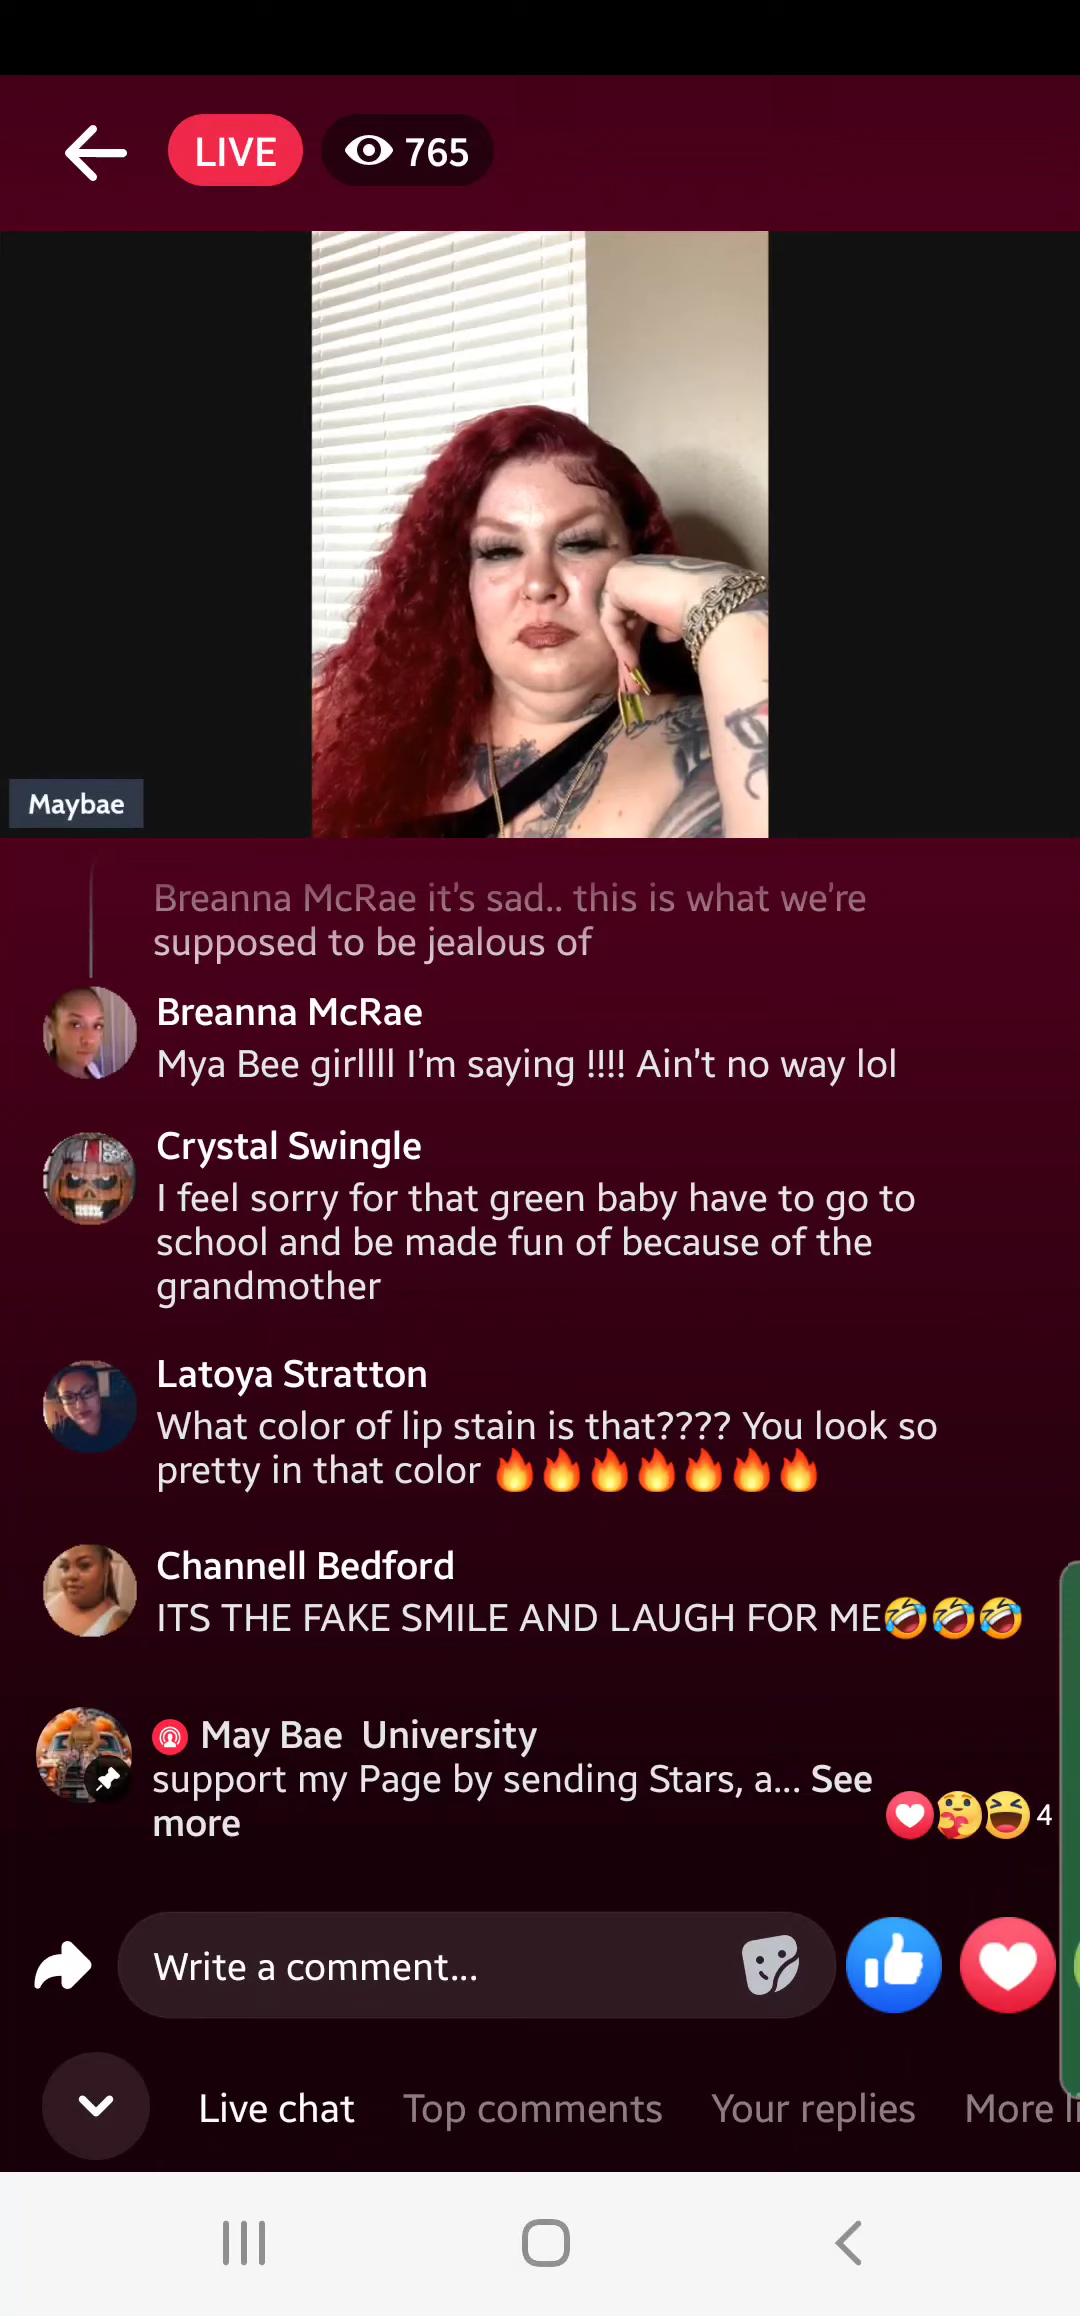 LIVE 765
Maybae
Breanna McRae it's sad.. this is what we're
supposed to be jealous of
Breanna McRae
Mya Bee girllll I'm saying !!!! Ain't no way lol
Crystal Swingle
I feel sorry for that green baby have to go to
school and be made fun of because of the
grandmother
Latoya Stratton
What color of lip stain is that???? You look so
pretty in that color 🔥🔥🔥🔥🔥🔥🔥
Channell Bedford
ITS THE FAKE SMILE AND LAUGH FOR ME🤣🤣🤣
May Bae University
support my Page by sending Stars, a... See
more
4
Write a comment...
Live chat Top comments Your replies More